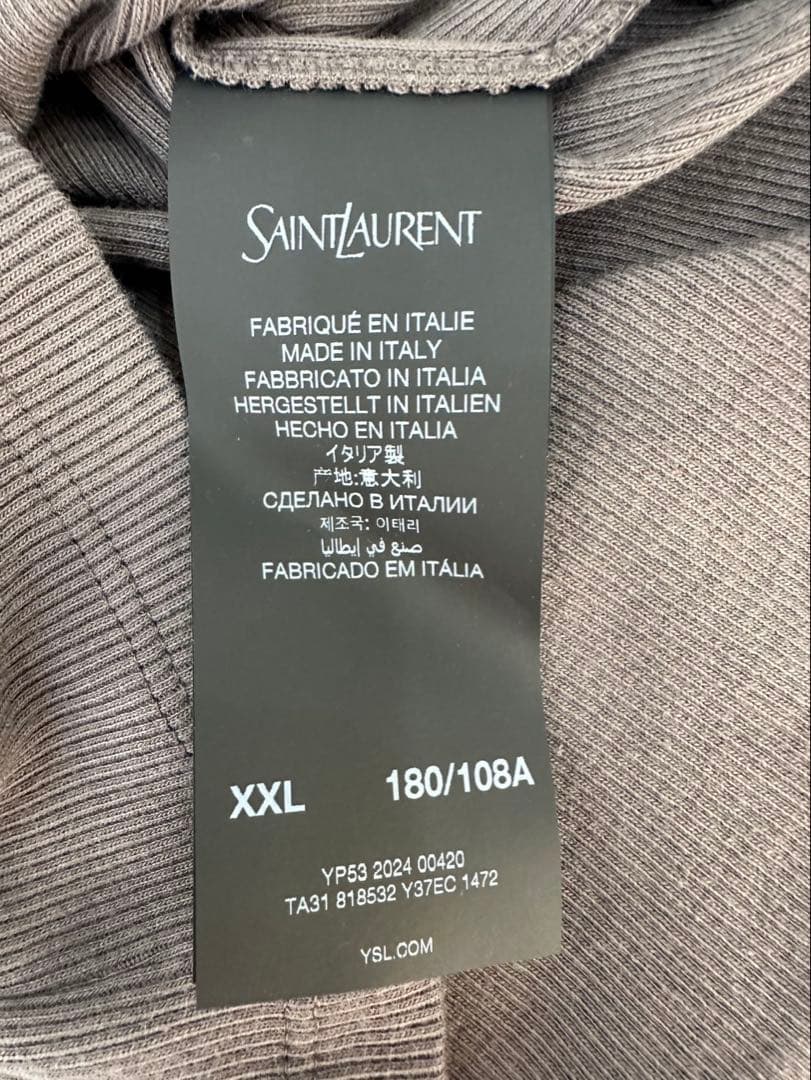 SAINT LAURENT
FABRIQUÉ EN ITALIE
MADE IN ITALY
FABBRICATO IN ITALIA
HERGESTELLT IN ITALIEN
HECHO EN ITALIA
イタリア製
产地:意大利
СДЕЛАНО В ИТАЛИИ
제조국: 이태리
صنع في إيطاليا
FABRICADO EM ITÁLIA
XXL 180/108A
YP53 2024 00420
TA31 818532 Y37EC 1472
YSL.COM